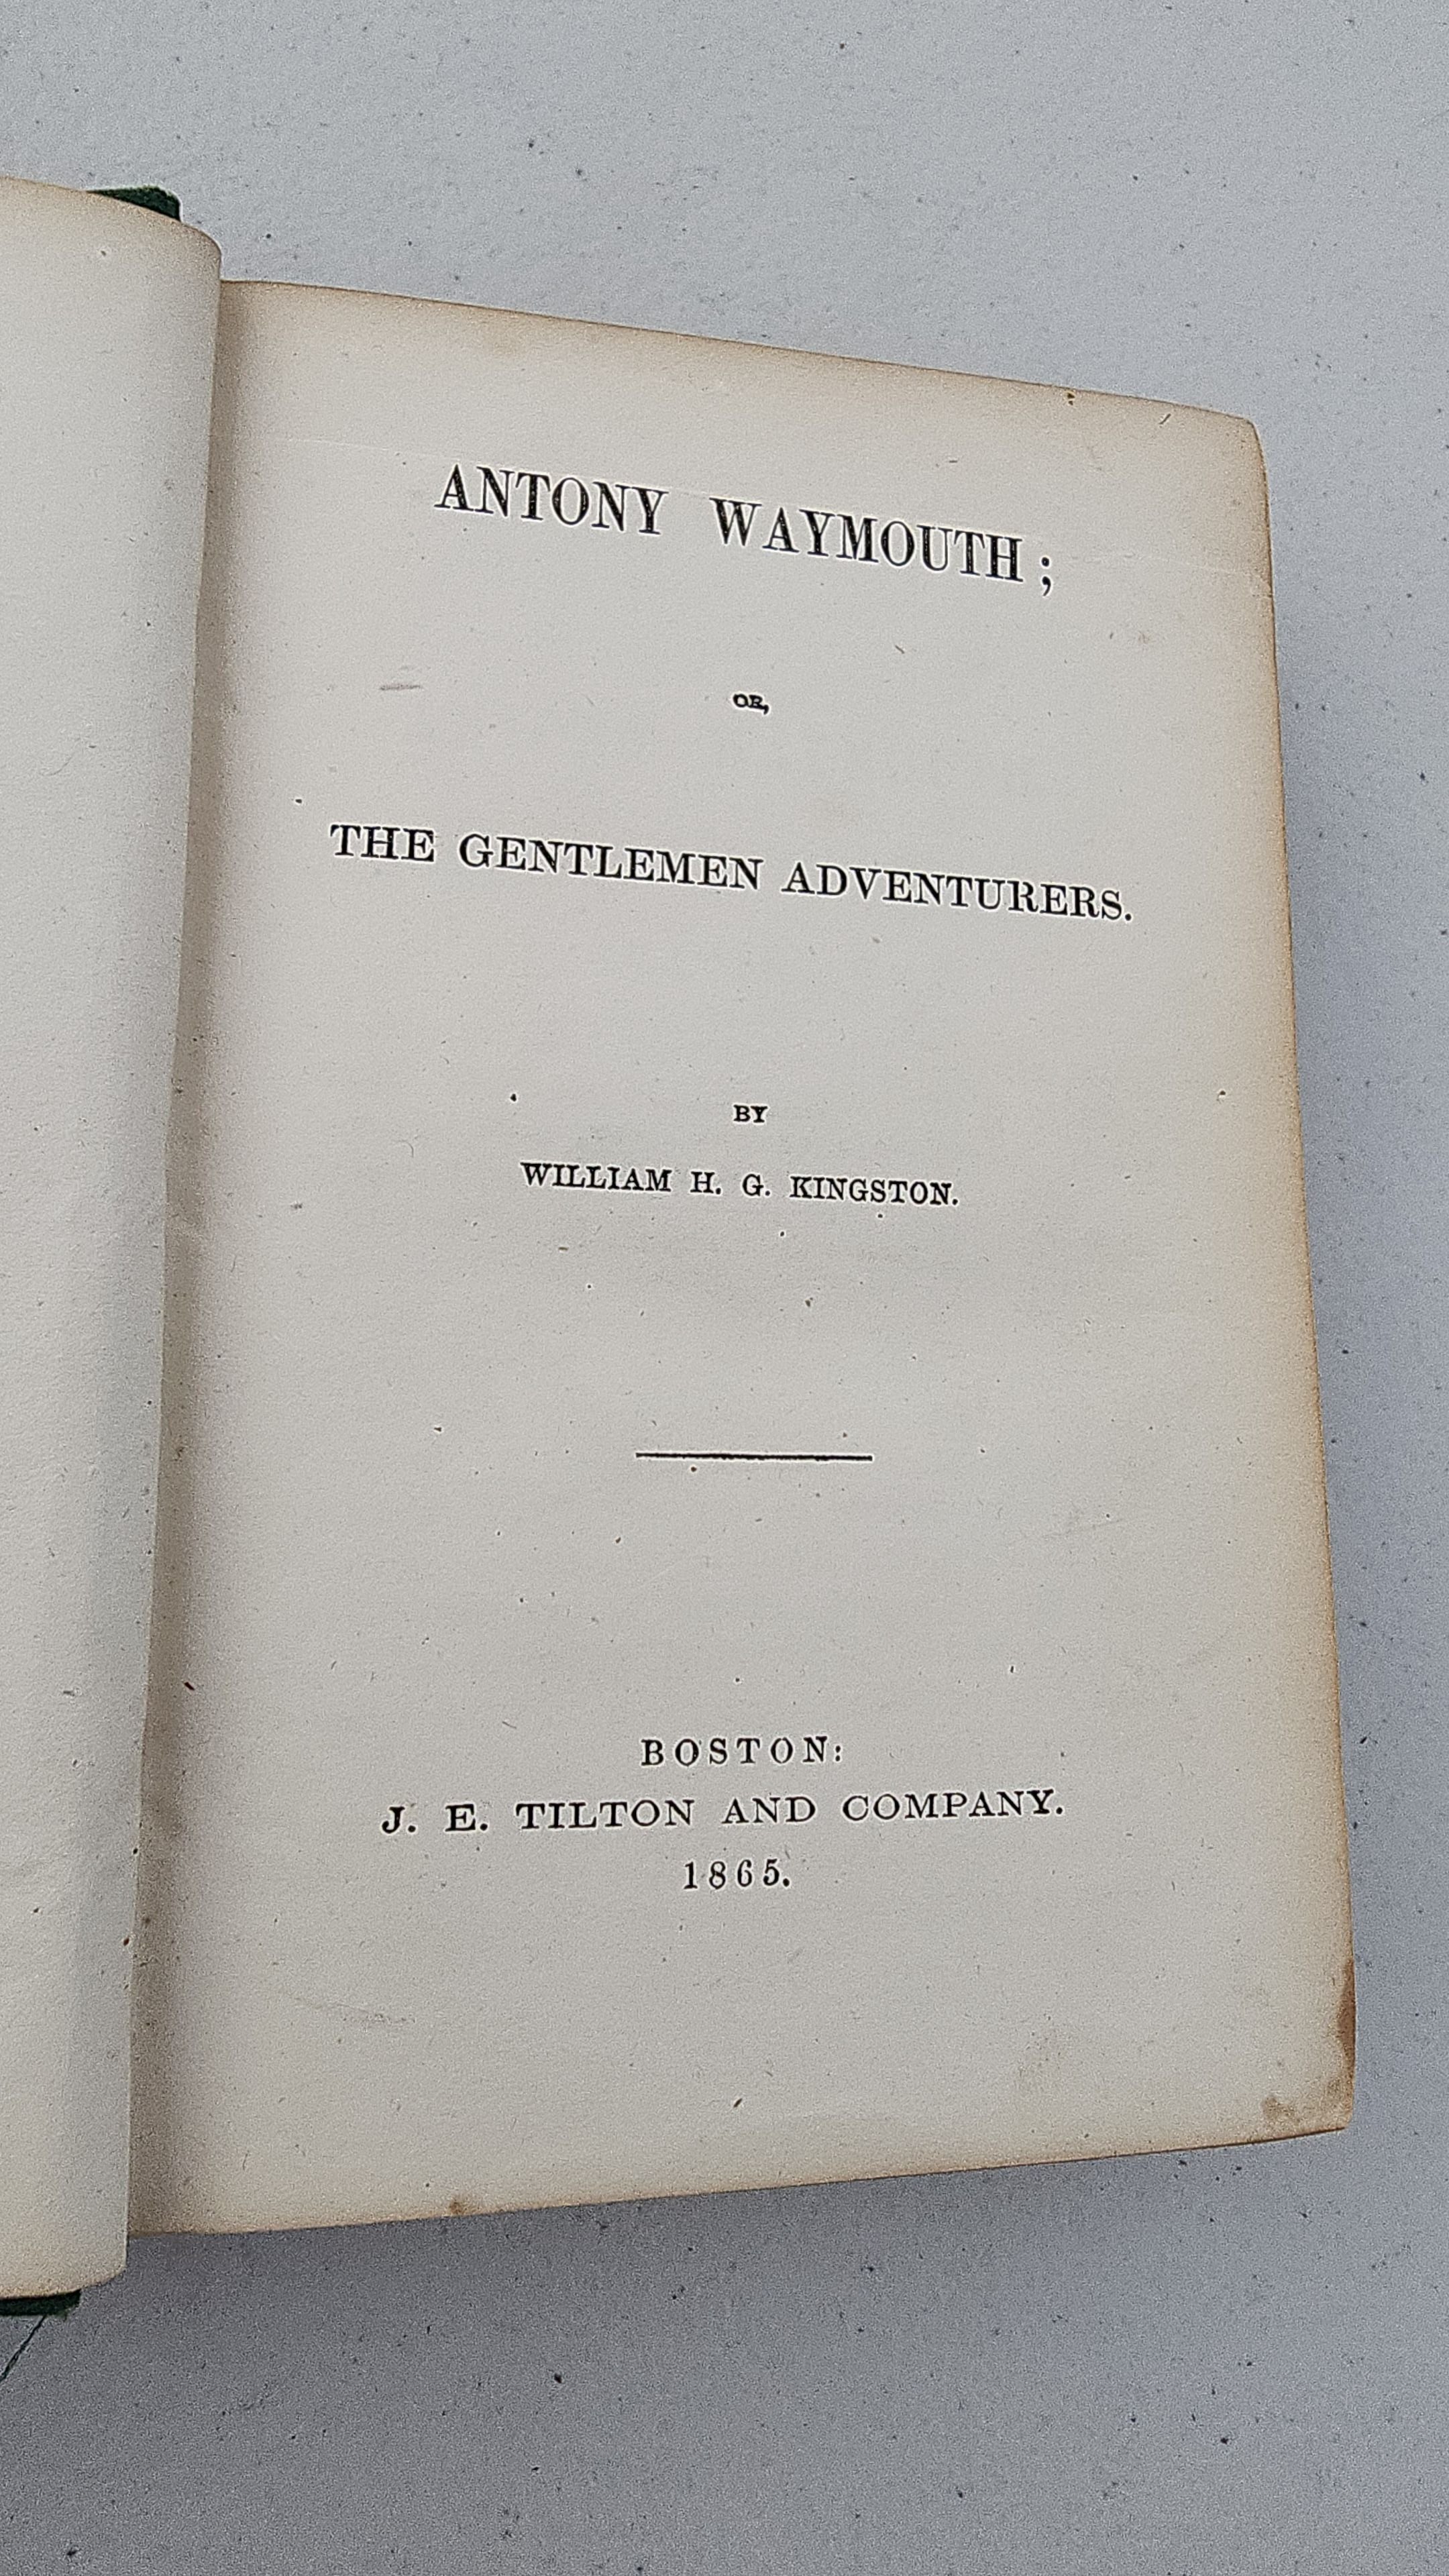 ANTONY WAYMOUTH;
OR,
THE GENTLEMEN ADVENTURERS.
BY
WILLIAM H. G. KINGSTON.
BOSTON:
J. E. TILTON AND COMPANY.
1865.